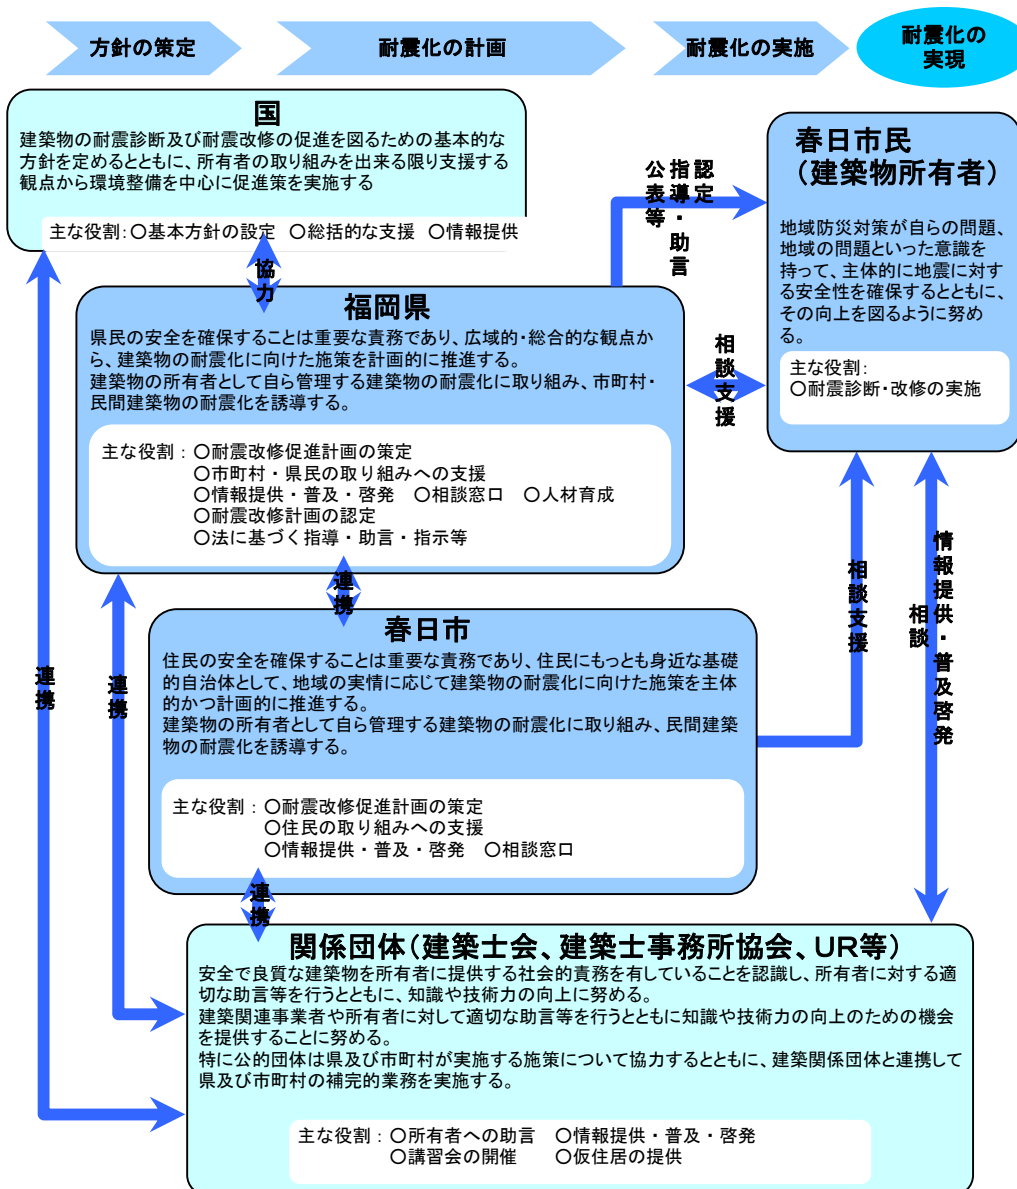 方針の策定
耐震化の計画
耐震化の実施
耐震化の
実現
国
建築物の耐震診断及び耐震改修の促進を図るための基本的な
方針を定めるとともに、所有者の取り組みを出来る限り支援する
観点から環境整備を中心に促進策を実施する
主な役割:○基本方針の設定　○総括的な支援　○情報提供
協力
認定
指導・助言
公表等
春日市民
(建築物所有者)
地域防災対策が自らの問題、
地域の問題といった意識を
持って、主体的に地震に対す
る安全性を確保するとともに、
その向上を図るように努め
る。
主な役割:
○耐震診断・改修の実施
福岡県
県民の安全を確保することは重要な責務であり、広域的・総合的な観点か
ら、建築物の耐震化に向けた施策を計画的に推進する。
建築物の所有者として自ら管理する建築物の耐震化に取り組み、市町村・
民間建築物の耐震化を誘導する。
主な役割：○耐震改修促進計画の策定
○市町村・県民の取り組みへの支援
○情報提供・普及・啓発　○相談窓口　○人材育成
○耐震改修計画の認定
○法に基づく指導・助言・指示等
相談支援
連携
春日市
住民の安全を確保することは重要な責務であり、住民にもっとも身近な基礎
的自治体として、地域の実情に応じて建築物の耐震化に向けた施策を主体
的かつ計画的に推進する。
建築物の所有者として自ら管理する建築物の耐震化に取り組み、民間建築
物の耐震化を誘導する。
主な役割：○耐震改修促進計画の策定
○住民の取り組みへの支援
○情報提供・普及・啓発　○相談窓口
相談支援
情報提供・普及啓発
相談
連携
連携
連携
関係団体(建築士会、建築士事務所協会、UR等)
安全で良質な建築物を所有者に提供する社会的責務を有していることを認識し、所有者に対する適
切な助言等を行うとともに、知識や技術力の向上に努める。
建築関連事業者や所有者に対して適切な助言等を行うとともに知識や技術力の向上のための機会
を提供することに努める。
特に公的団体は県及び市町村が実施する施策について協力するとともに、建築関係団体と連携して
県及び市町村の補完的業務を実施する。
主な役割：○所有者への助言　○情報提供・普及・啓発
○講習会の開催　○仮住居の提供